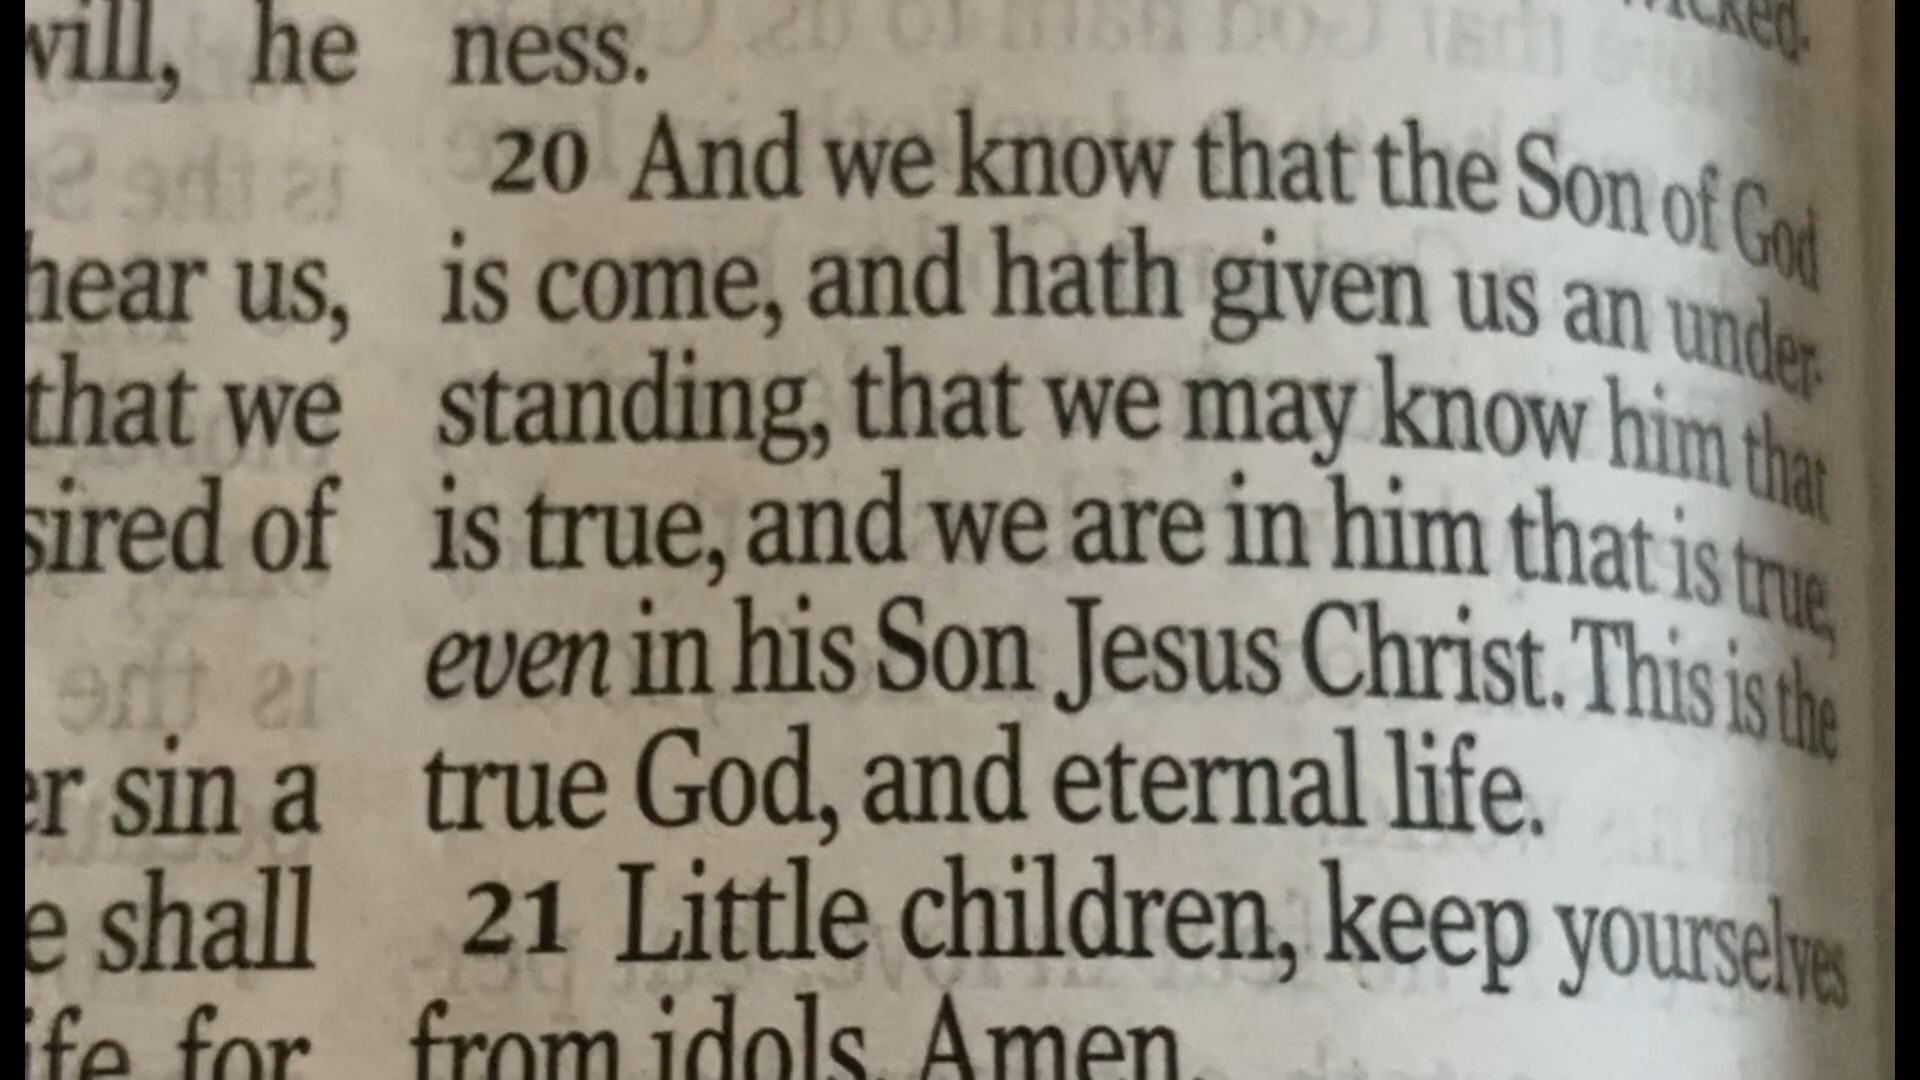 will, he
hear us,
that we
sired of
er sin a
e shall
ife for
wicked-
ness.
20 And we know that the Son of God
is come, and hath given us an under-
standing, that we may know him that
is true, and we are in him that is true,
even in his Son Jesus Christ. This is the
true God, and eternal life.
21 Little children, keep yourselves
from idols. Amen.